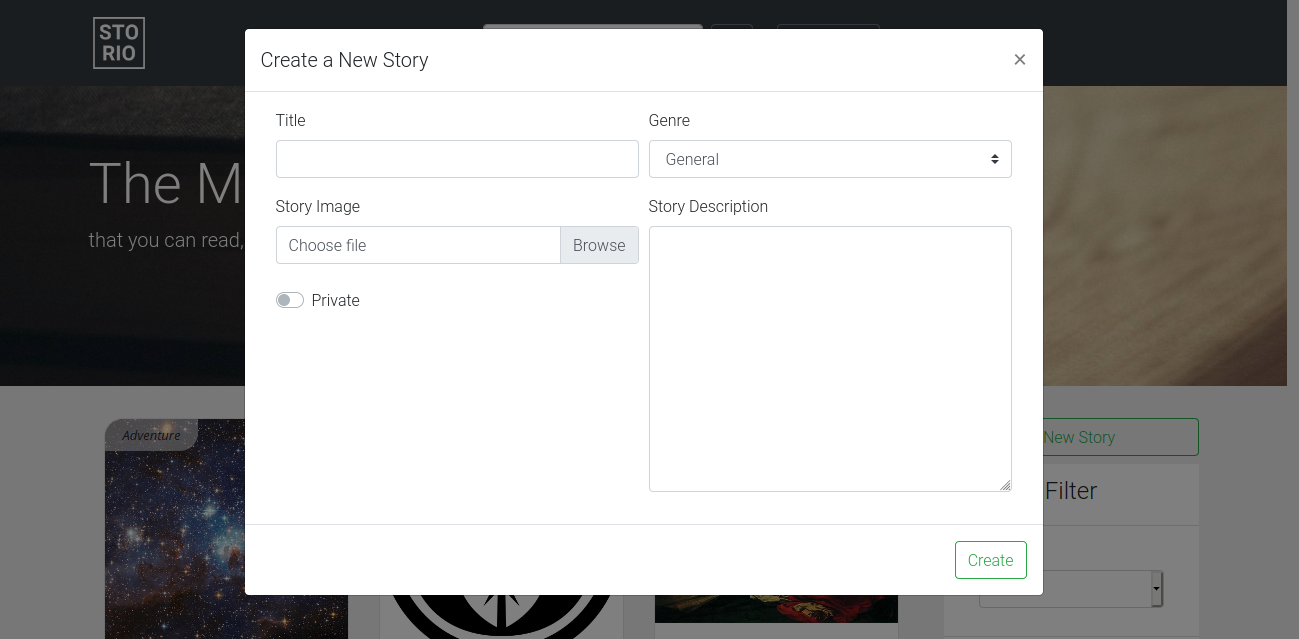 STO
RIO
Create a New Story
×
Title
Genre
General
The M
Story Image
Story Description
that you can read,
Choose file
Browse
Private
Adventure
New Story
Filter
Create